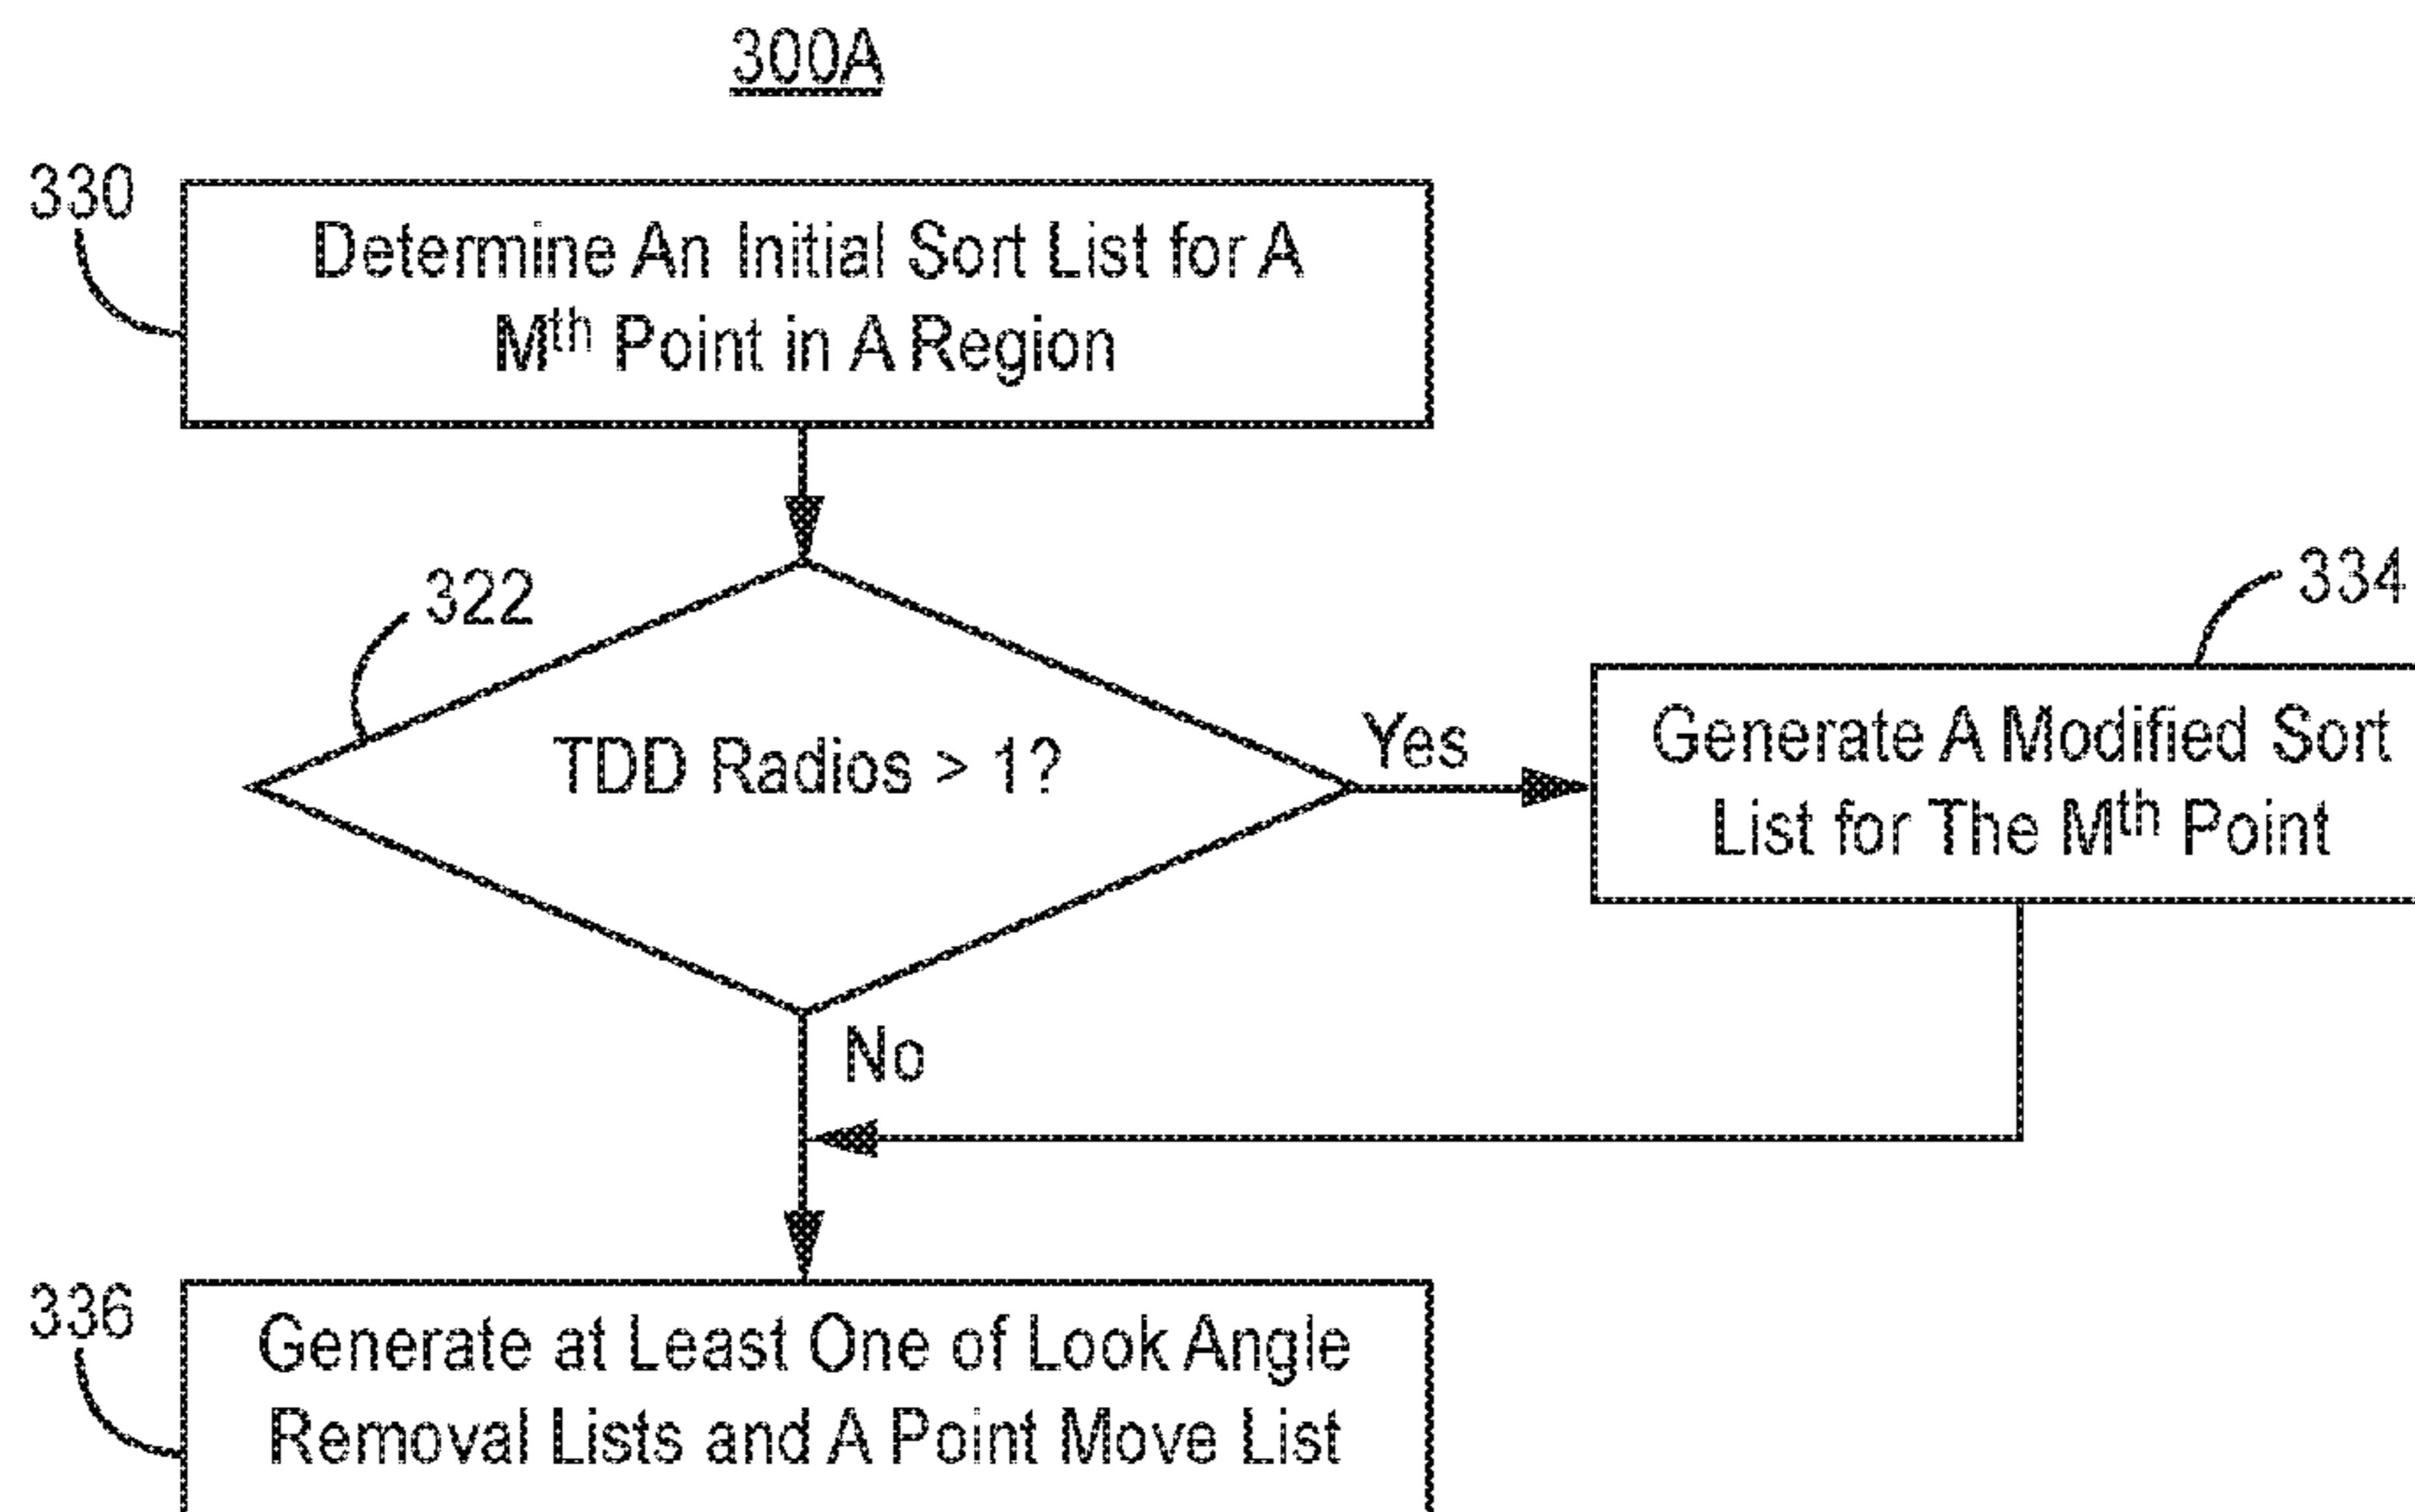 300A
330
Determine An Initial Sort List for A
Mth Point in A Region
322
334
TDD Radios > 1?
Yes
Generate A Modified Sort
List for The Mth Point
No
336
Generate at Least One of Look Angle
Removal Lists and A Point Move List